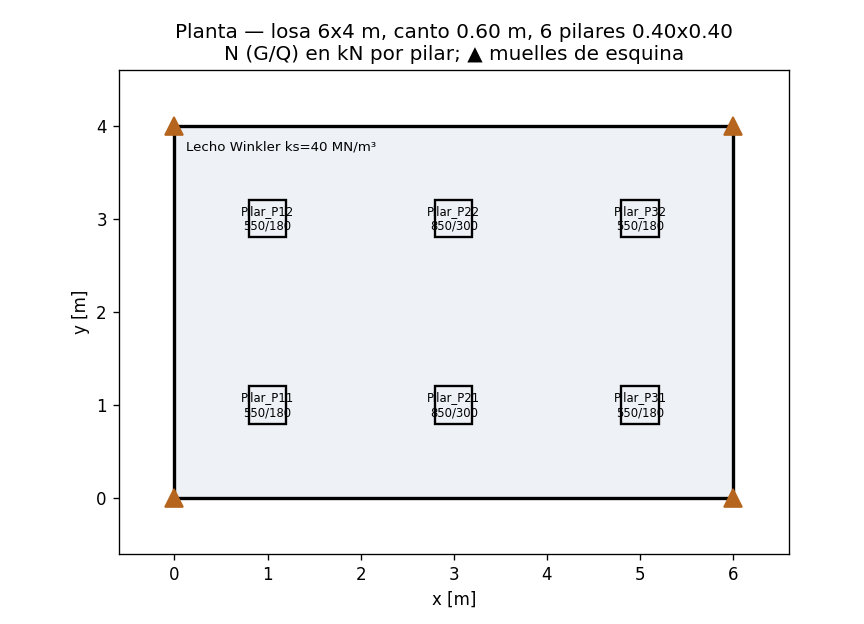 Planta — losa 6x4 m, canto 0.60 m, 6 pilares 0.40x0.40
N (G/Q) en kN por pilar; ▲ muelles de esquina
4
Lecho Winkler ks=40 MN/m³
Pilar_P12
550/180
Pilar_P22
850/300
Pilar_P32
550/180
3
2
y [m]
1
Pilar_P11
550/180
Pilar_P21
850/300
Pilar_P31
550/180
0
0 1 2 3 4 5 6
x [m]